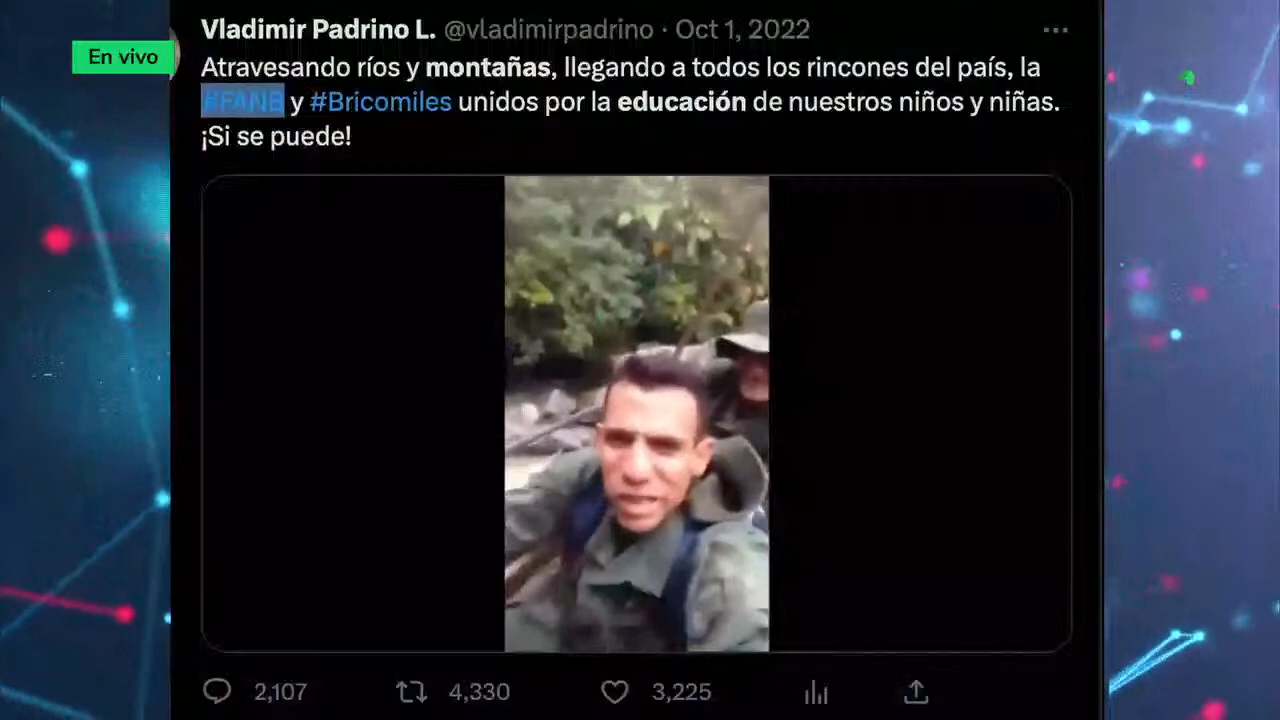 Vladimir Padrino L. @vladimirpadrino · Oct 1, 2022
En vivo
Atravesando ríos y montañas, llegando a todos los rincones del país, la
#FANB y #Bricomiles unidos por la educación de nuestros niños y niñas.
¡Si se puede!
2,107 4,330 3,225